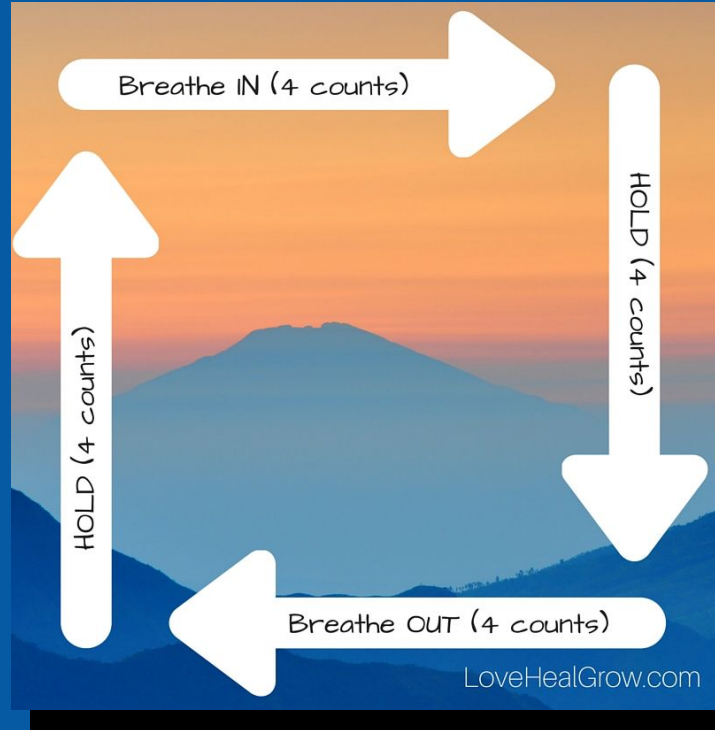 Breathe IN (4 counts)
HOLD (4 counts)
Breathe OUT (4 counts)
HOLD (4 counts)
LoveHealGrow.com